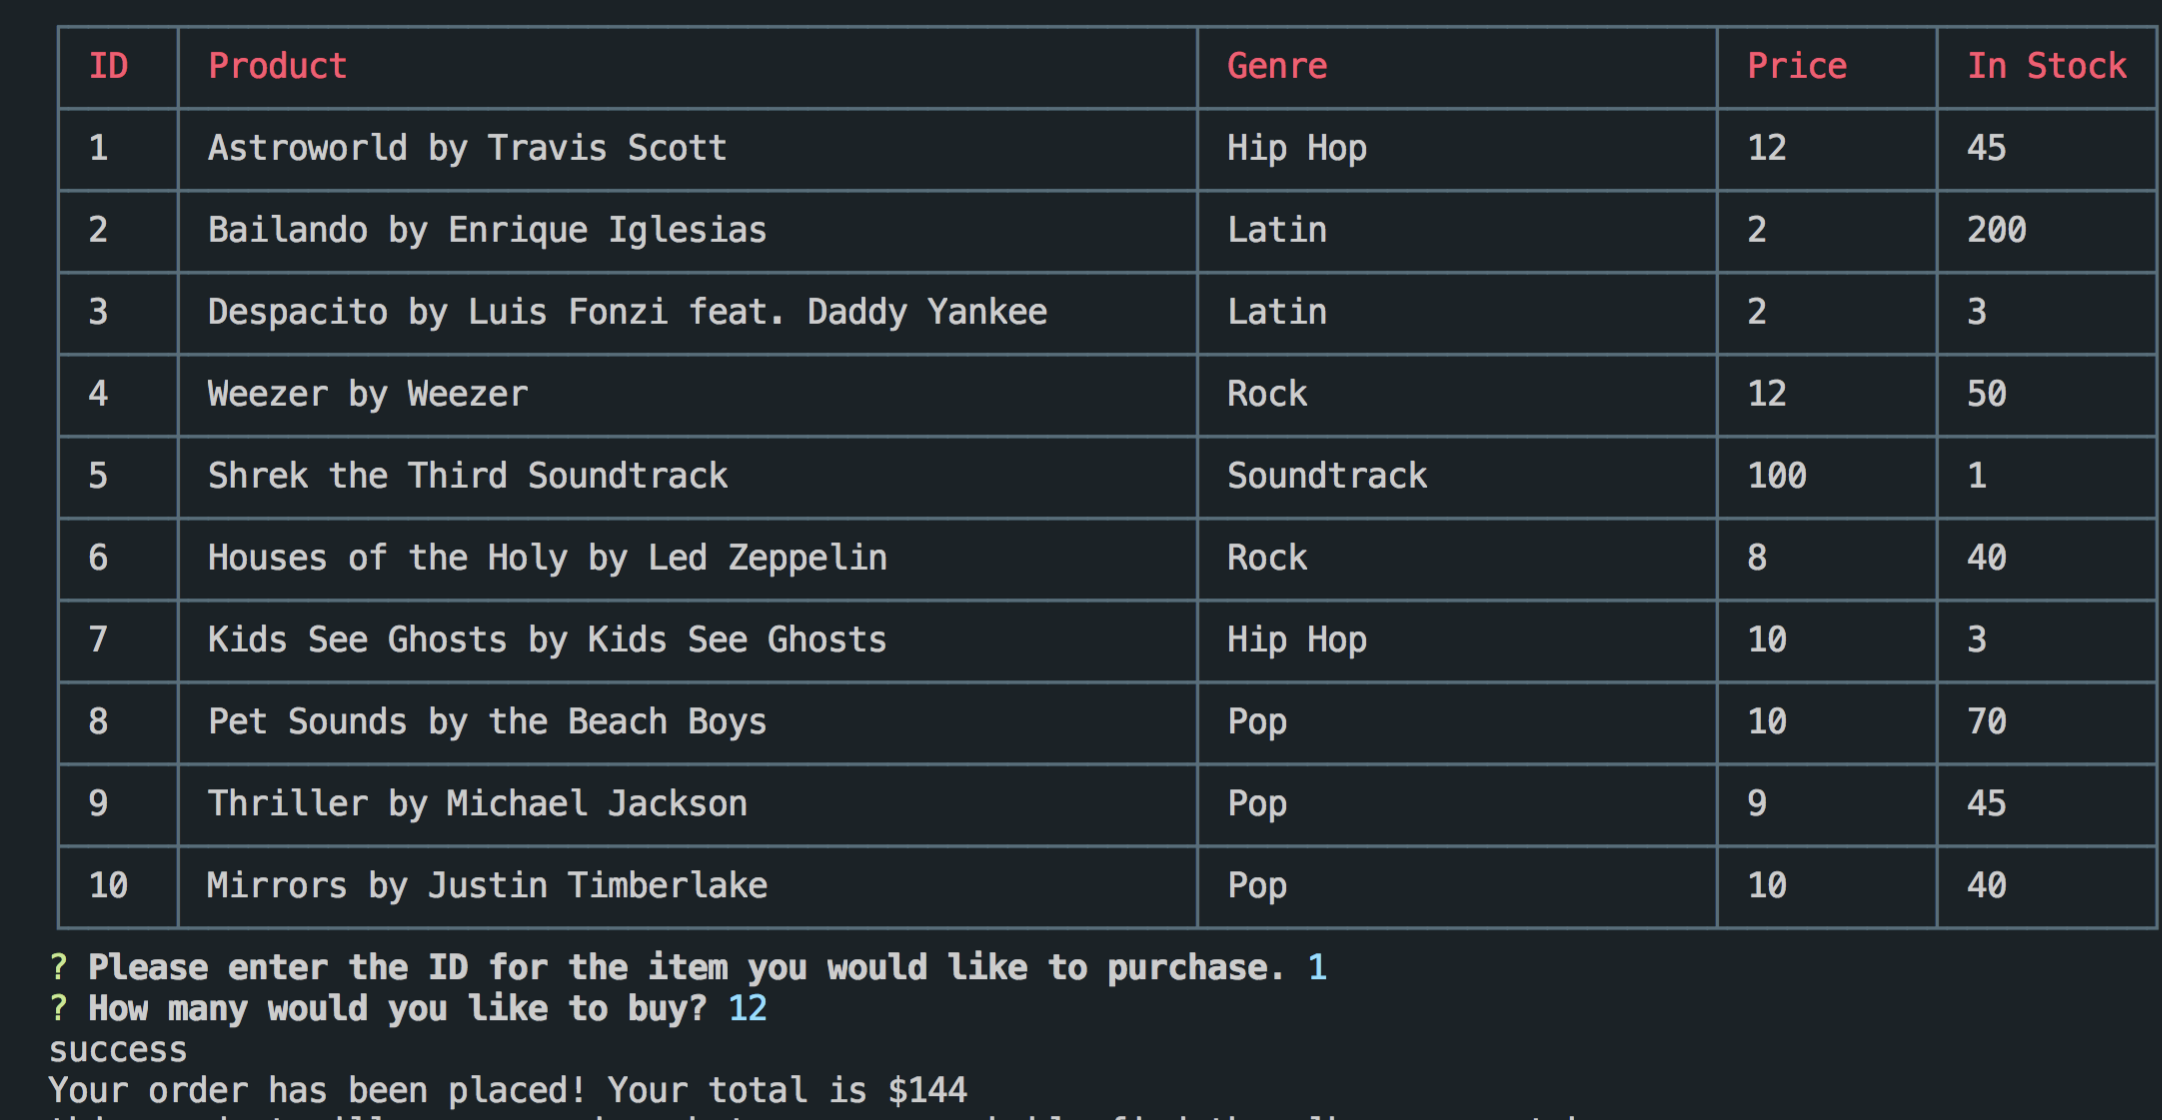 ID Product Genre Price In Stock
1 Astroworld by Travis Scott Hip Hop 12 45
2 Bailando by Enrique Iglesias Latin 2 200
3 Despacito by Luis Fonzi feat. Daddy Yankee Latin 2 3
4 Weezer by Weezer Rock 12 50
5 Shrek the Third Soundtrack Soundtrack 100 1
6 Houses of the Holy by Led Zeppelin Rock 8 40
7 Kids See Ghosts by Kids See Ghosts Hip Hop 10 3
8 Pet Sounds by the Beach Boys Pop 10 70
9 Thriller by Michael Jackson Pop 9 45
10 Mirrors by Justin Timberlake Pop 10 40
? Please enter the ID for the item you would like to purchase. 1
? How many would you like to buy? 12
success
Your order has been placed! Your total is $144